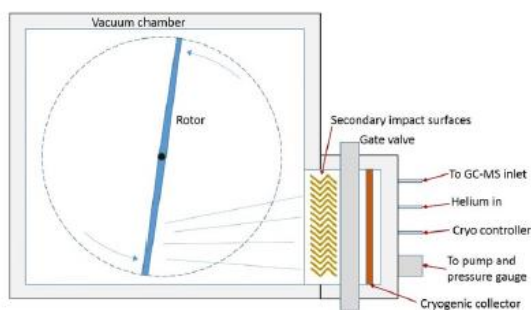 Vacuum chamber
Rotor
Secondary impact surfaces
Gate valve
To GC-MS inlet
Helium in
Cryo controller
To pump and
pressure gauge
Cryogenic collector